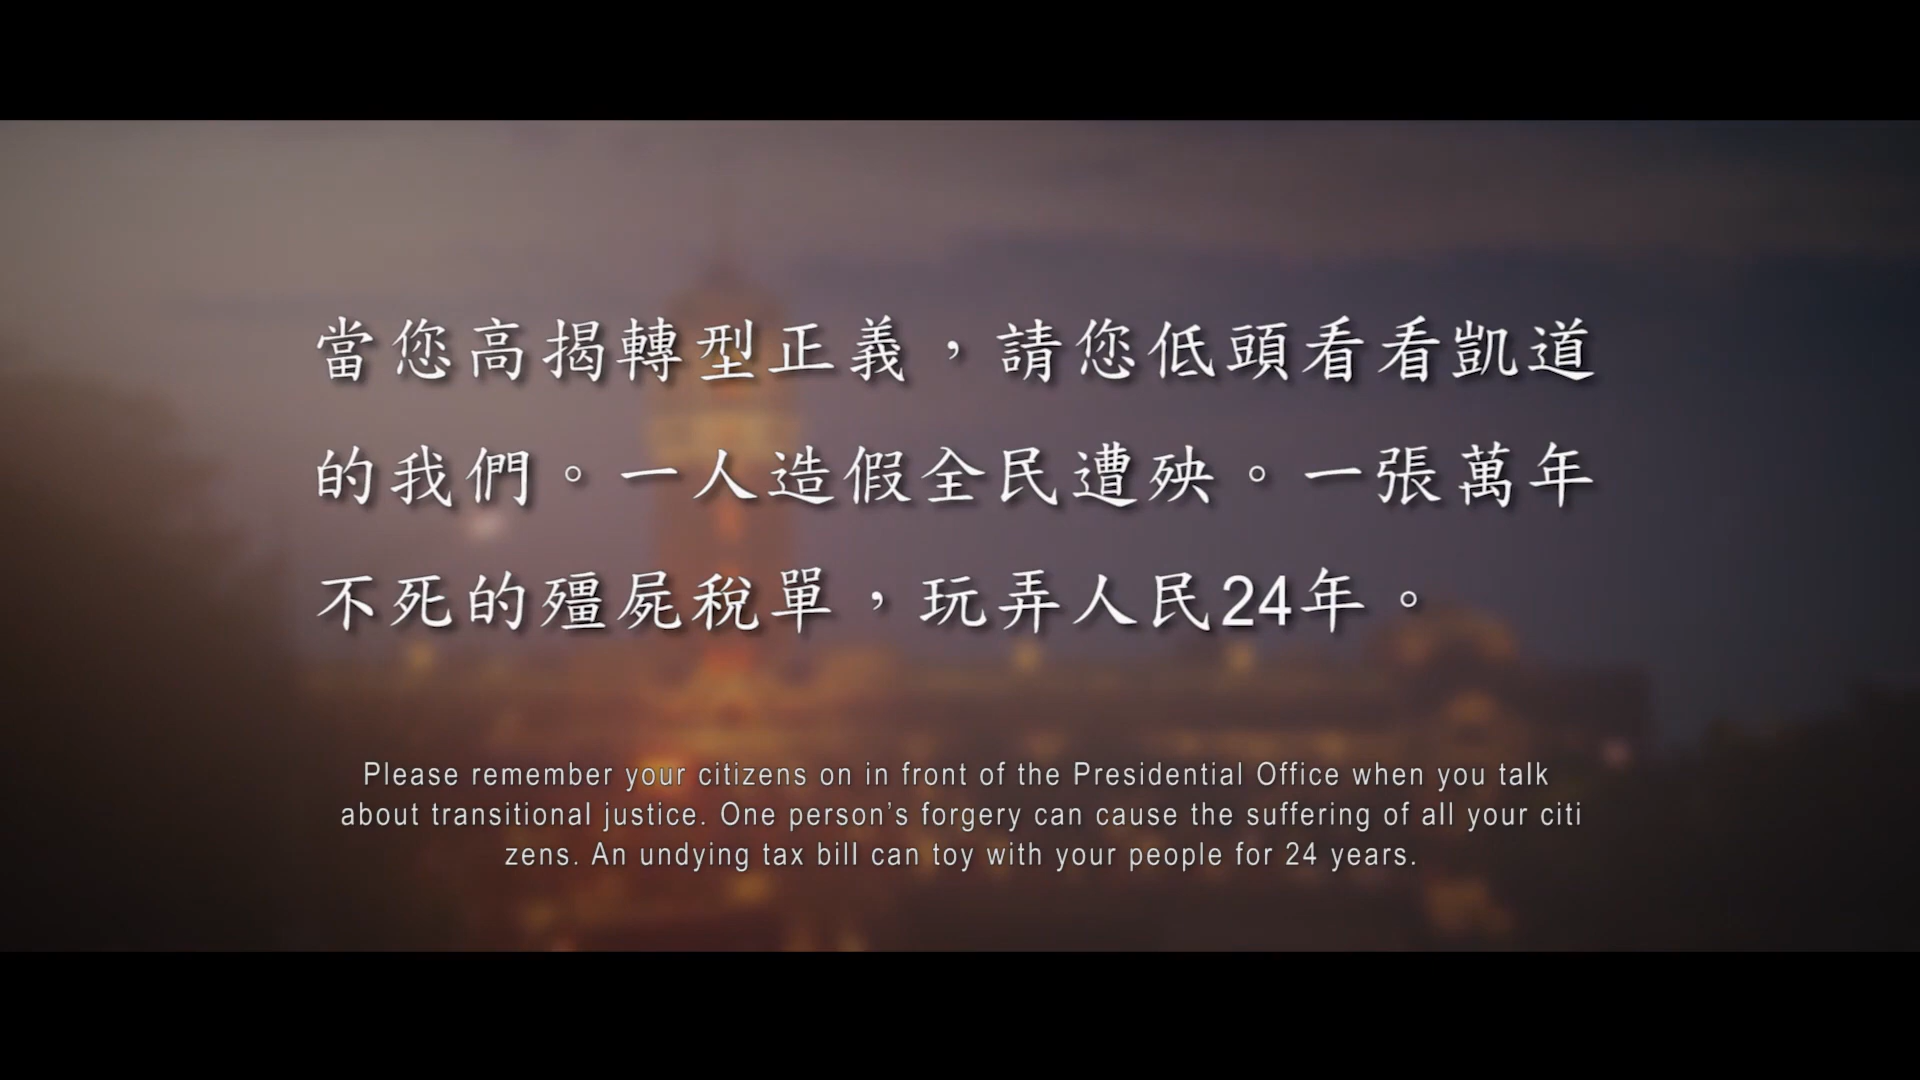 當您高揭轉型正義，請您低頭看看凱道
的我們。一人造假全民遭殃。一張萬年
不死的殭屍稅單，玩弄人民24年。
Please remember your citizens on in front of the Presidential Office when you talk
about transitional justice. One person’s forgery can cause the suffering of all your citi
zens. An undying tax bill can toy with your people for 24 years.